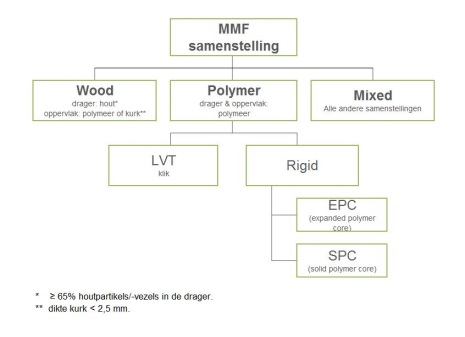 MMF
samenstelling
Wood
drager: hout*
oppervlak: polymeer of kurk**
Polymer
drager & oppervlak:
polymeer
Mixed
Alle andere samenstellingen
LVT
klik
Rigid
EPC
(expanded polymer
core)
SPC
(solid polymer core)
* ≥ 65% houtpartikels/-vezels in de drager.
** dikte kurk < 2,5 mm.